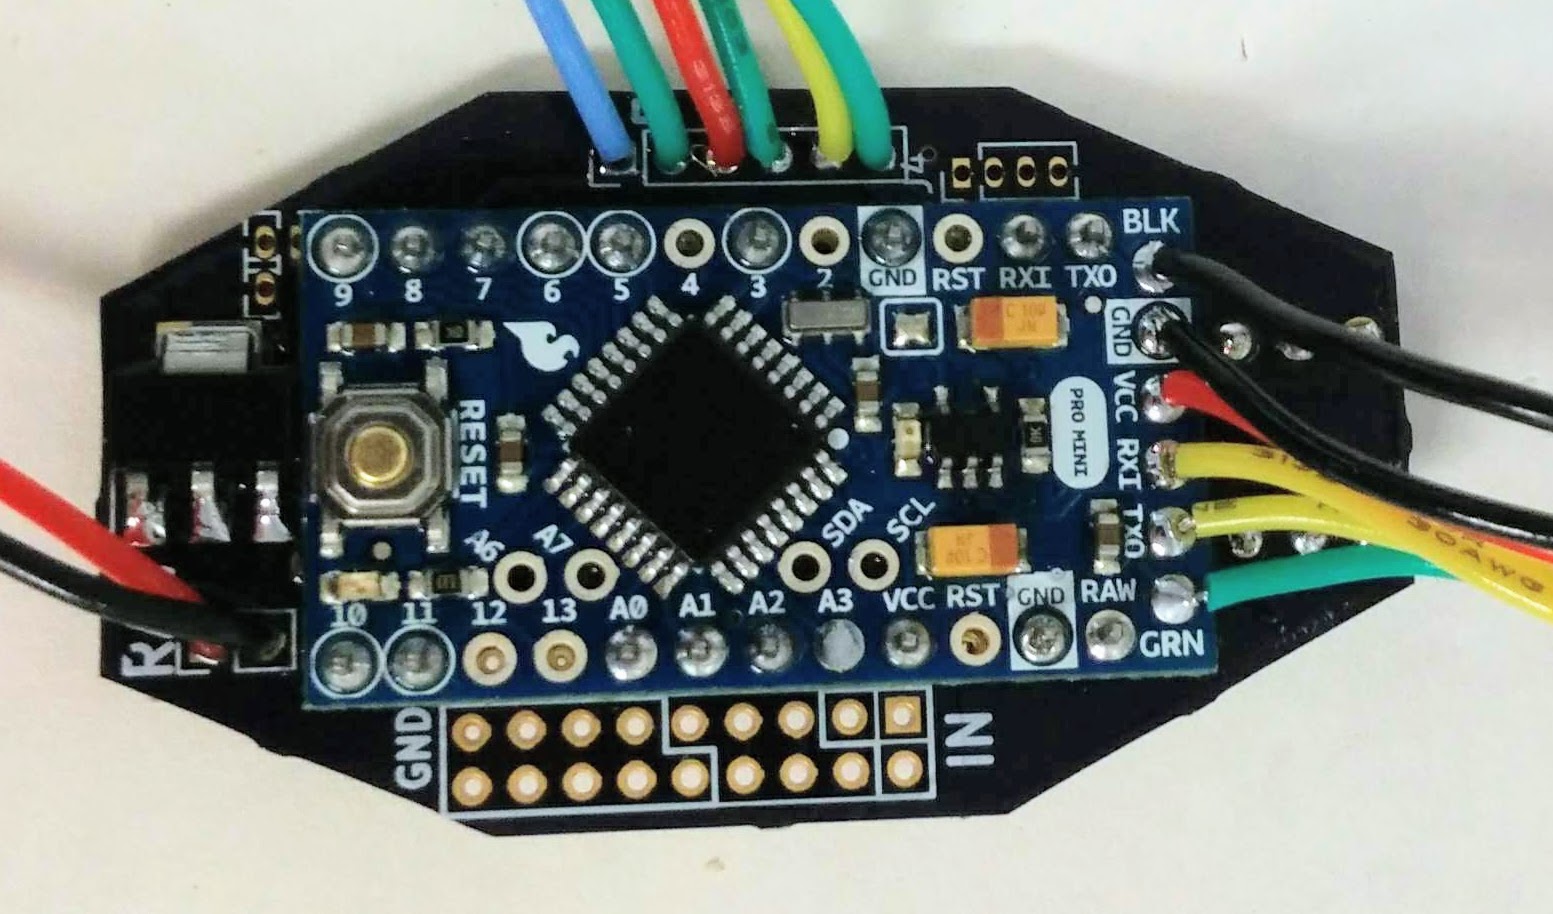 BLK
9 8 7 6 5 4 3 2 GND RST RXI TXO
GND
VCC
RXI
TXO
GRN
C 10W
JN
PRO MINI
RESET
A6 A7
SDA
SCL
10 11 12 13 A0 A1 A2 A3 VCC RST GND RAW
R
GND
IN
30AWG